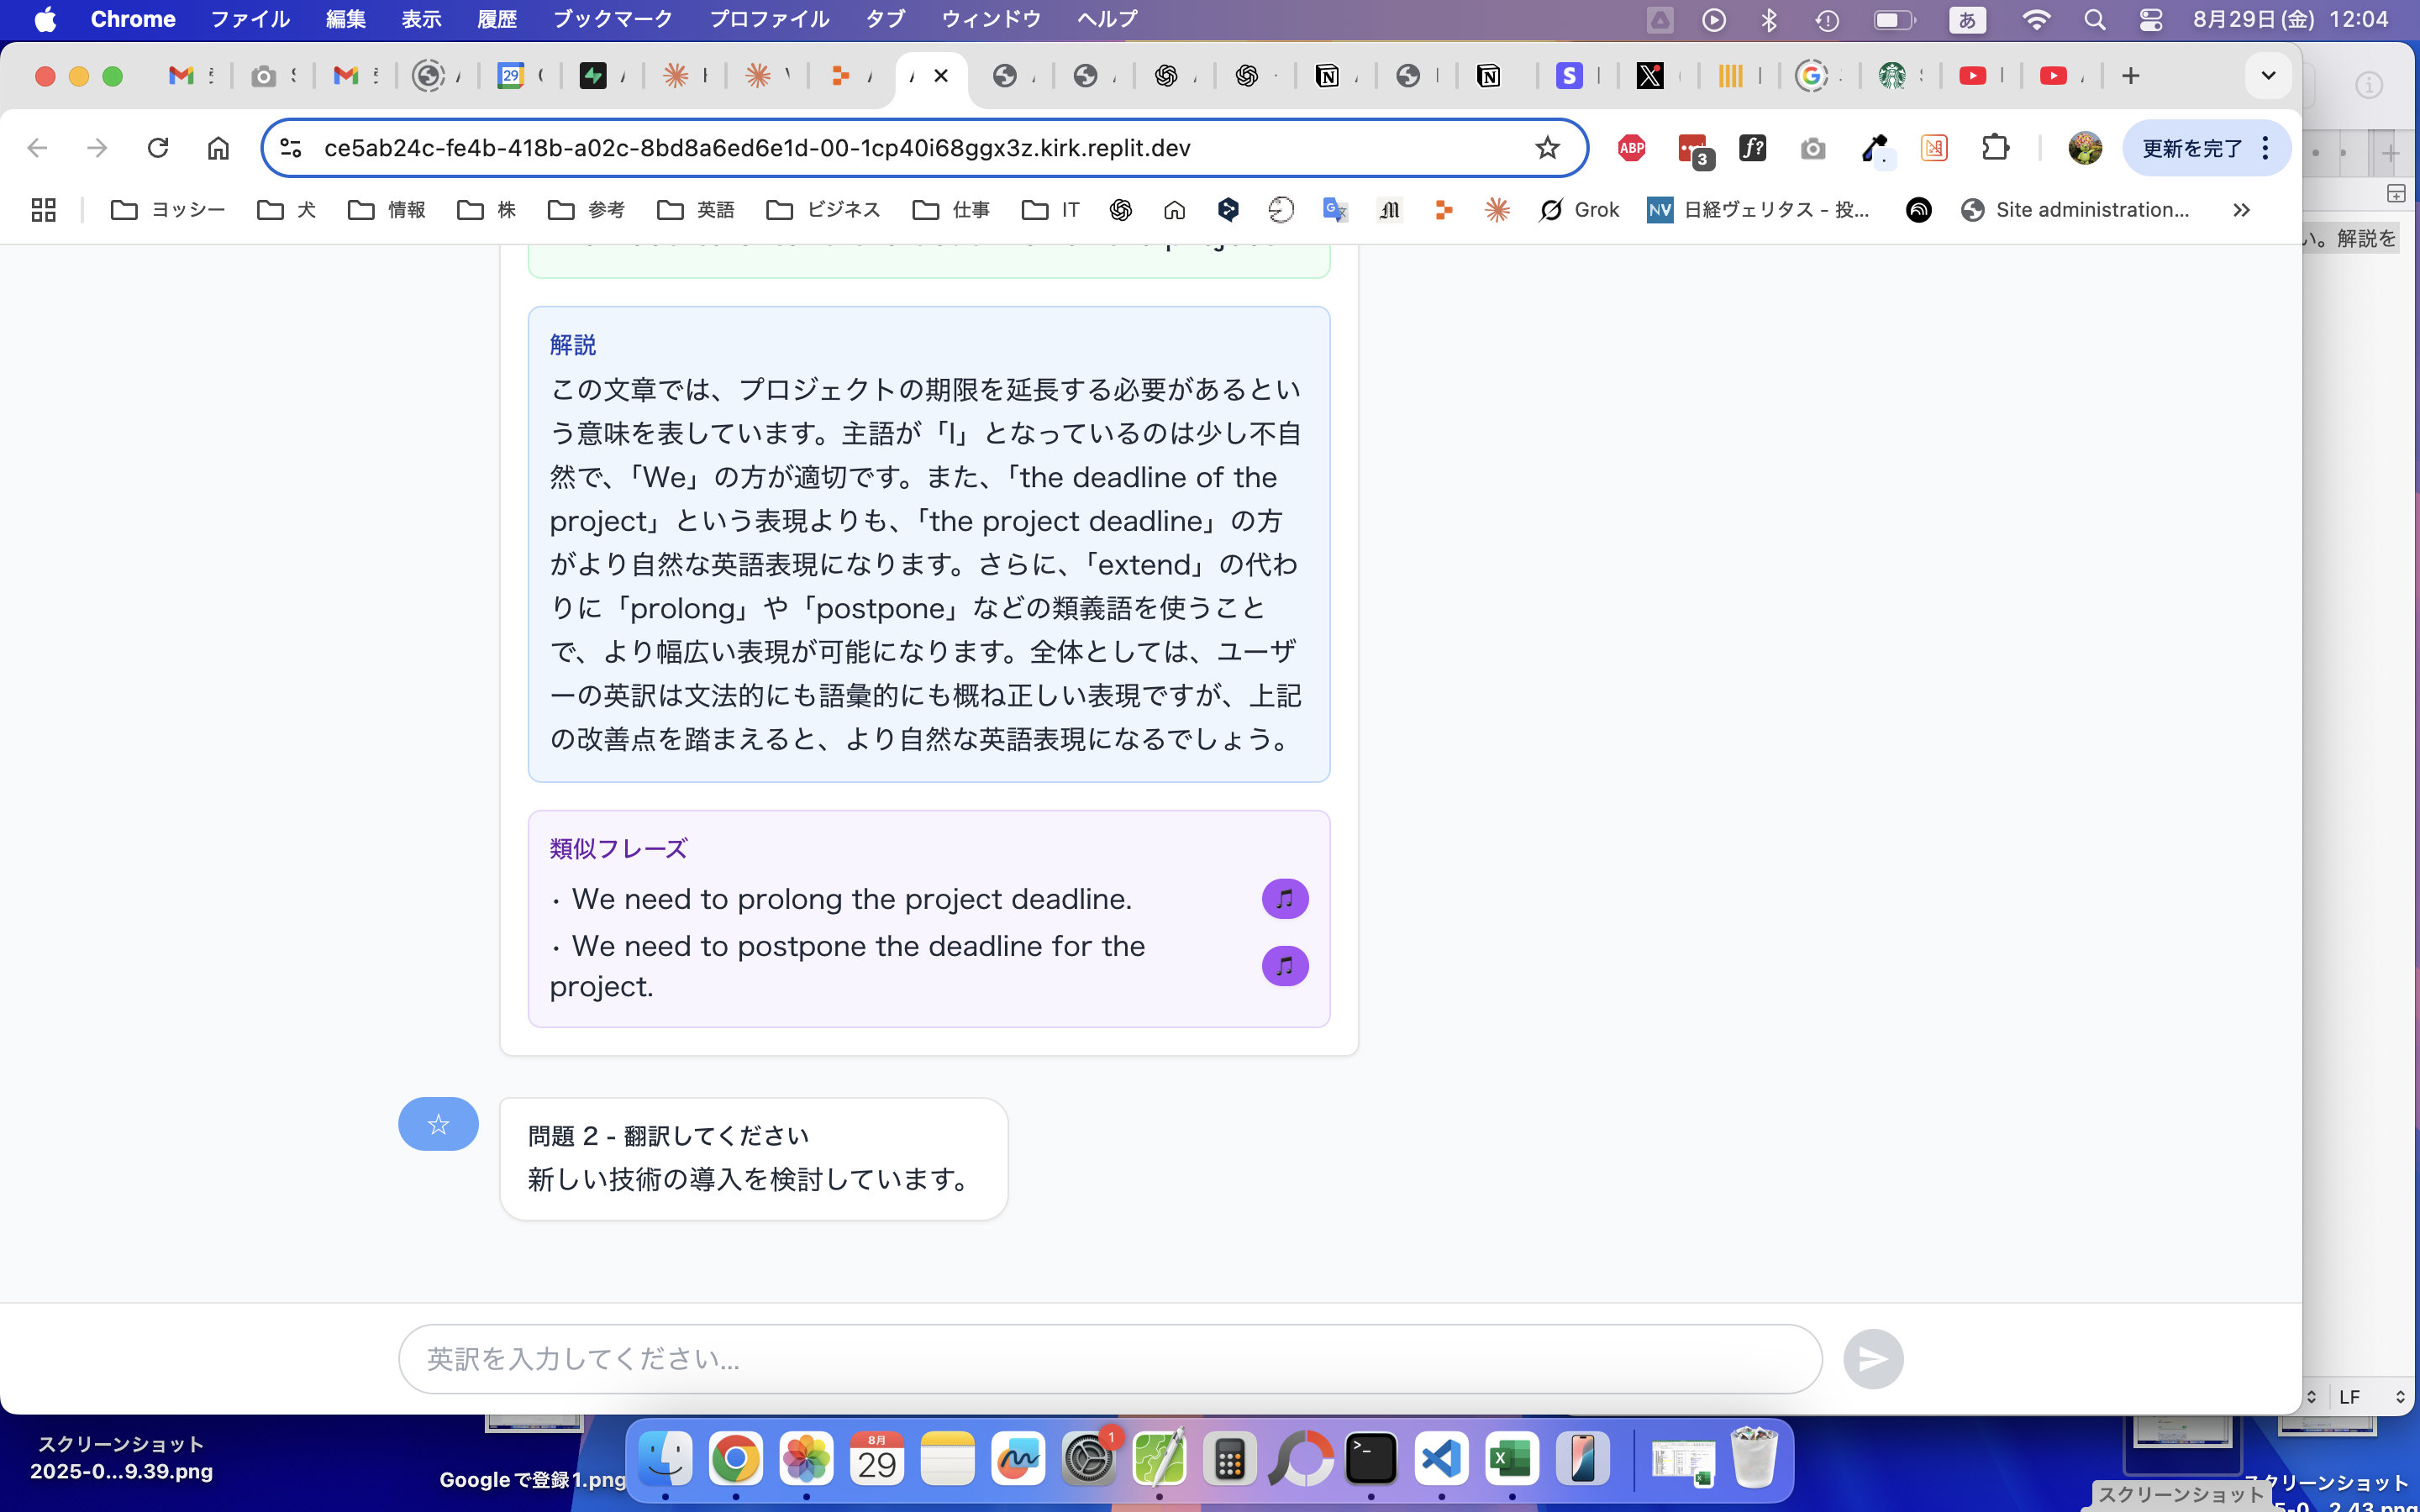 Chrome ファイル 編集 表示 履歴 ブックマーク プロファイル タブ ウィンドウ ヘルプ あ 8月29日(金) 12:04
ce5ab24c-fe4b-418b-a02c-8bd8a6ed6e1d-00-1cp40i68ggx3z.kirk.replit.dev
ABP 3 f? 更新を完了
ヨッシー 犬 情報 株 参考 英語 ビジネス 仕事 IT Grok NV 日経ヴェリタス - 投... Site administration... »
い。解説を
解説
この文章では、プロジェクトの期限を延長する必要があるとい
う意味を表しています。主語が「I」となっているのは少し不自
然で、「We」の方が適切です。また、「the deadline of the
project」という表現よりも、「the project deadline」の方
がより自然な英語表現になります。さらに、「extend」の代わ
りに「prolong」や「postpone」などの類義語を使うこと
で、より幅広い表現が可能になります。全体としては、ユーザ
ーの英訳は文法的にも語彙的にも概ね正しい表現ですが、上記
の改善点を踏まえると、より自然な英語表現になるでしょう。
類似フレーズ
• We need to prolong the project deadline.
• We need to postpone the deadline for the
project.
問題 2 - 翻訳してください
新しい技術の導入を検討しています。
英訳を入力してください...
LF
8月
29
1
スクリーンショット
2025-0...9.39.png
Googleで登録1.png
スクリーンショット
クリーンショット
5-0...2.43.png